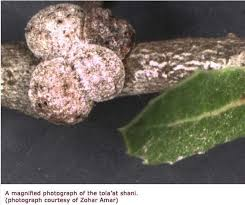 A magnified photograph of the tola'at shani.
(photograph courtesy of Zohar Amar)